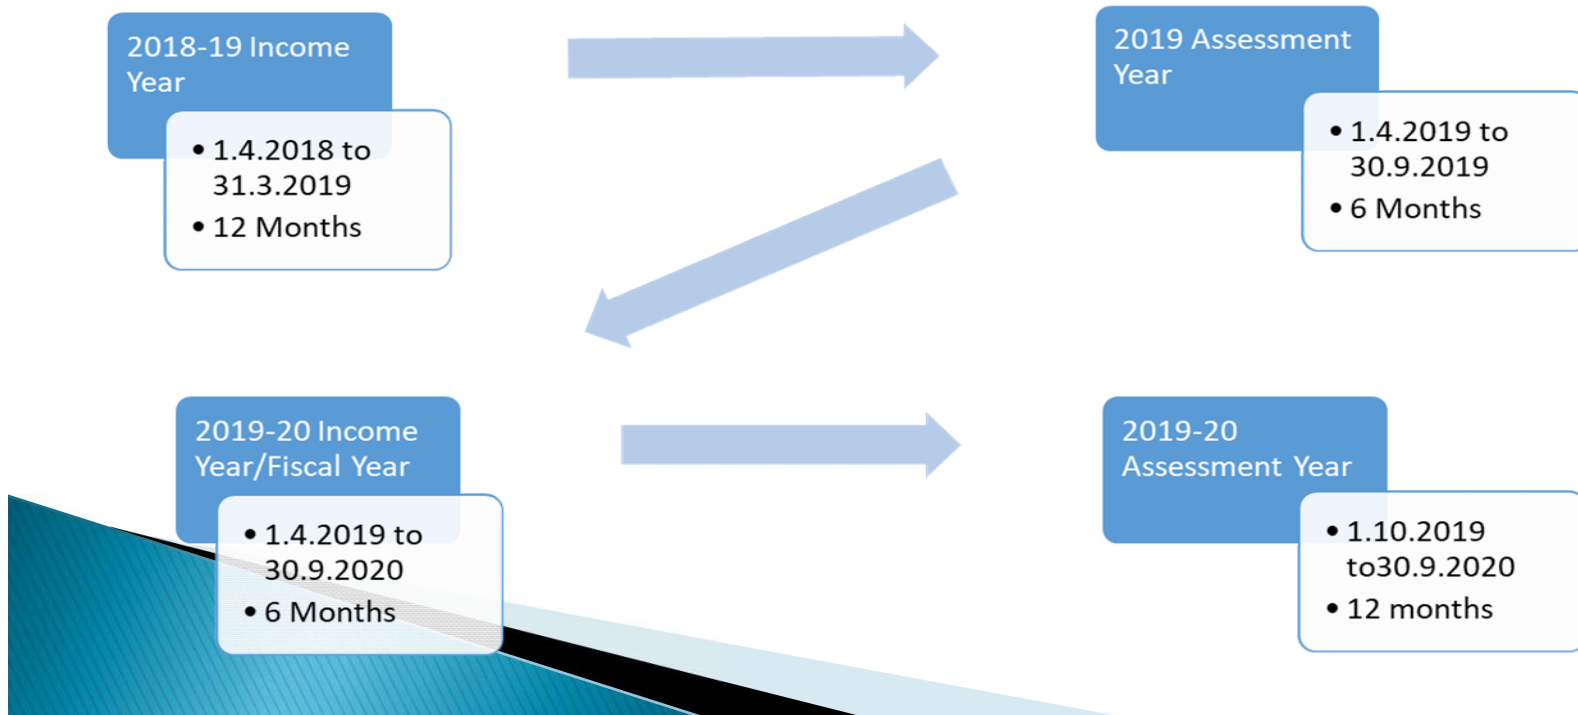 2018-19 Income
Year
• 1.4.2018 to
31.3.2019
• 12 Months
2019 Assessment
Year
• 1.4.2019 to
30.9.2019
• 6 Months
2019-20 Income
Year/Fiscal Year
• 1.4.2019 to
30.9.2020
• 6 Months
2019-20
Assessment Year
• 1.10.2019
to30.9.2020
• 12 months